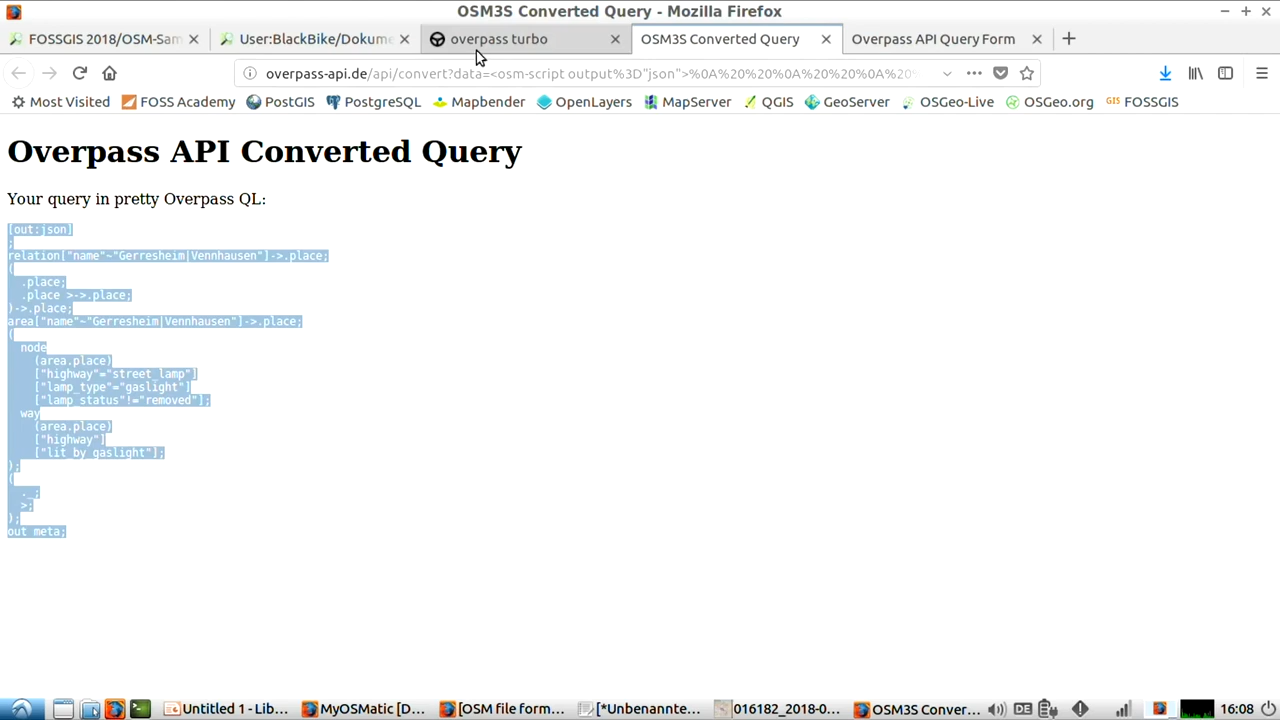 OSM3S Converted Query - Mozilla Firefox
FOSSGIS 2018/OSM-Sam
User:BlackBike/Dokume
overpass turbo
OSM3S Converted Query
Overpass API Query Form
overpass-api.de/api/convert?data=<osm-script output%3D"json">%0A%20%20%0A%20%20%0A%20%
Most Visited
FOSS Academy
PostGIS
PostgreSQL
Mapbender
OpenLayers
MapServer
QGIS
GeoServer
OSGeo-Live
OSGeo.org
GIS FOSSGIS
Overpass API Converted Query
Your query in pretty Overpass QL:
[out:json]
;
relation["name"~"Gerresheim|Vennhausen"]->.place;
(
.place;
.place >->.place;
)->.place;
area["name"~"Gerresheim|Vennhausen"]->.place;
(
node
(area.place)
["highway"="street_lamp"]
["lamp_type"="gaslight"]
["lamp_status"!="removed"];
way
(area.place)
["highway"]
["lit_by_gaslight"];
);
(
._;
>;
);
out meta;
Untitled 1 - Lib...
MyOSMatic [D...
[OSM file form...
[*Unbenannte...
016182_2018-0...
OSM3S Conver...
DE
16:08